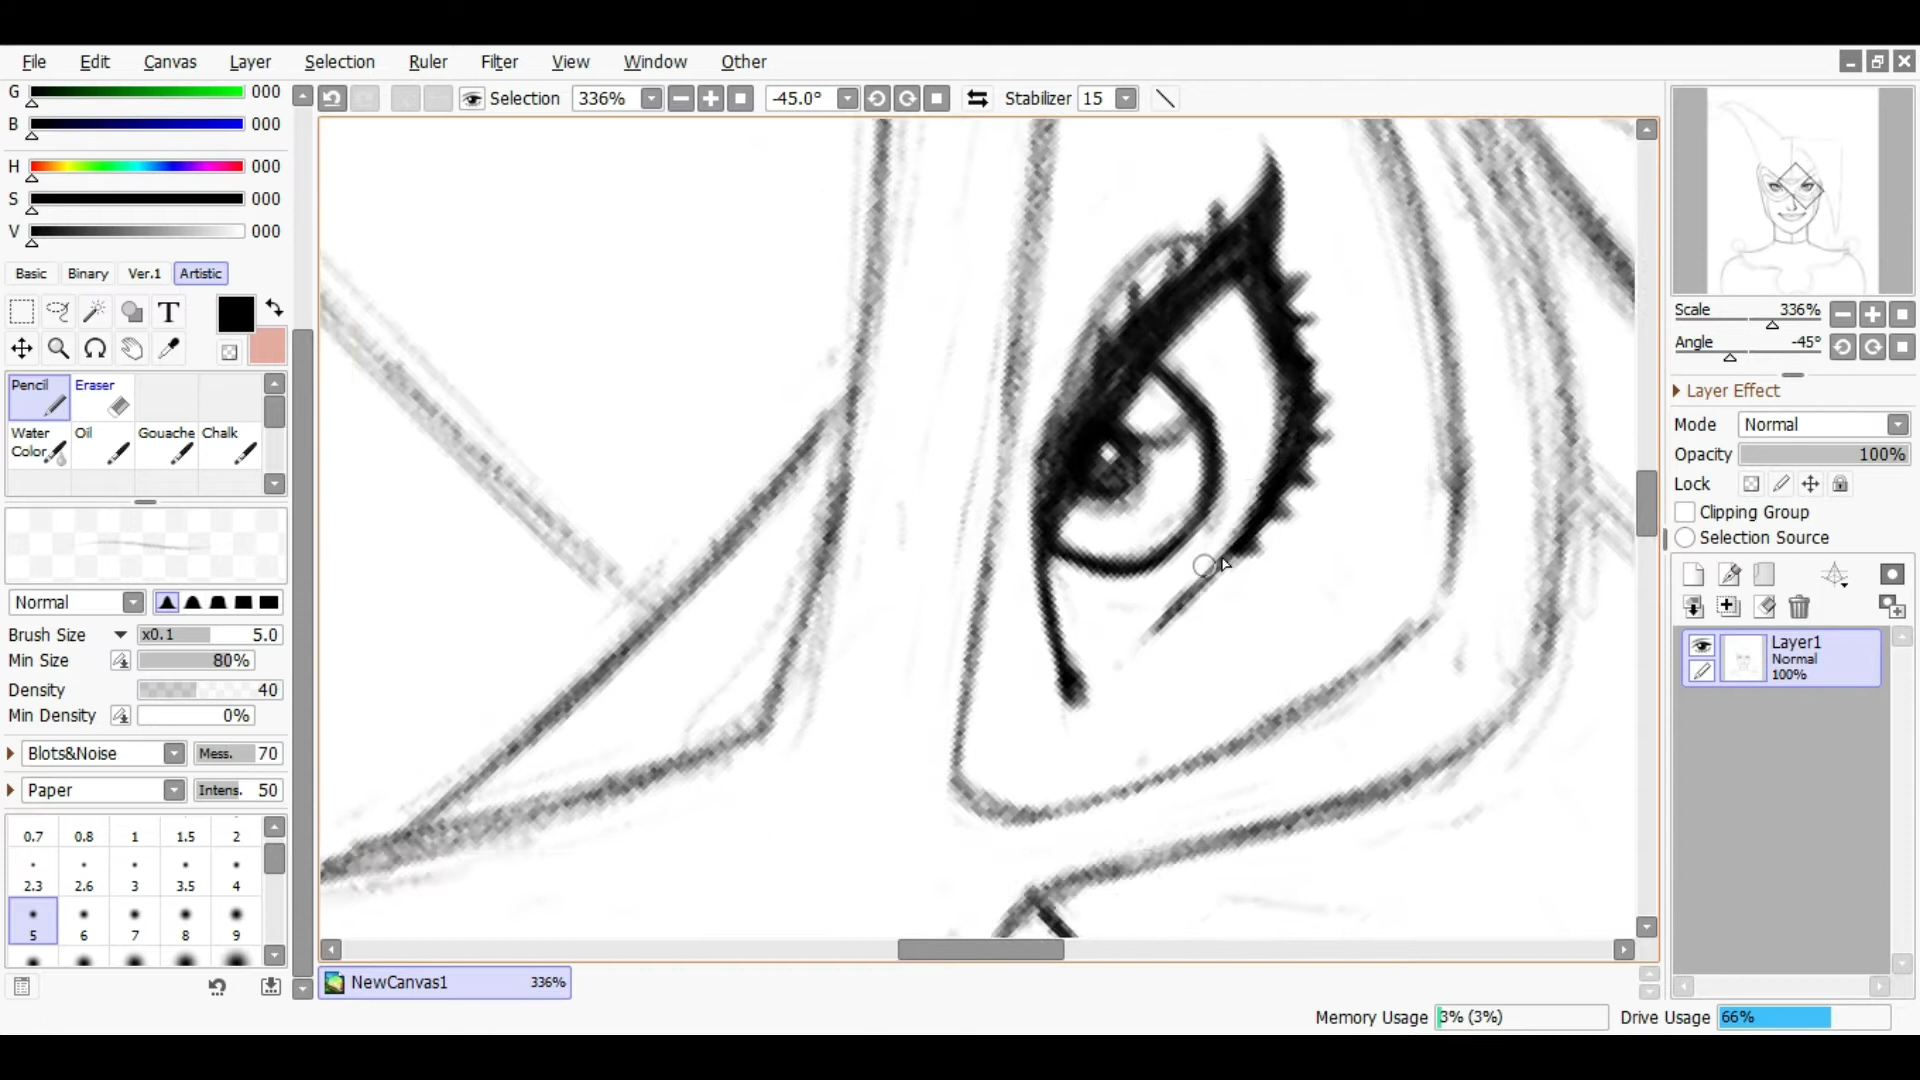 File Edit Canvas Layer Selection Ruler Filter View Window Other
G 000
B 000
H 000
S 000
V 000
Selection 336% -45.0° Stabilizer 15
Basic Binary Ver.1 Artistic
T
Pencil Eraser
Water Color Oil Gouache Chalk
Normal
Brush Size x0.1 5.0
Min Size 80%
Density 40
Min Density 0%
Blots&Noise Mess. 70
Paper Intens. 50
0.7 0.8 1 1.5 2
2.3 2.6 3 3.5 4
5 6 7 8 9
NewCanvas1 336%
Scale 336%
Angle -45°
Layer Effect
Mode Normal
Opacity 100%
Lock
Clipping Group
Selection Source
Layer1
Normal
100%
Memory Usage 3% (3%) Drive Usage 66%